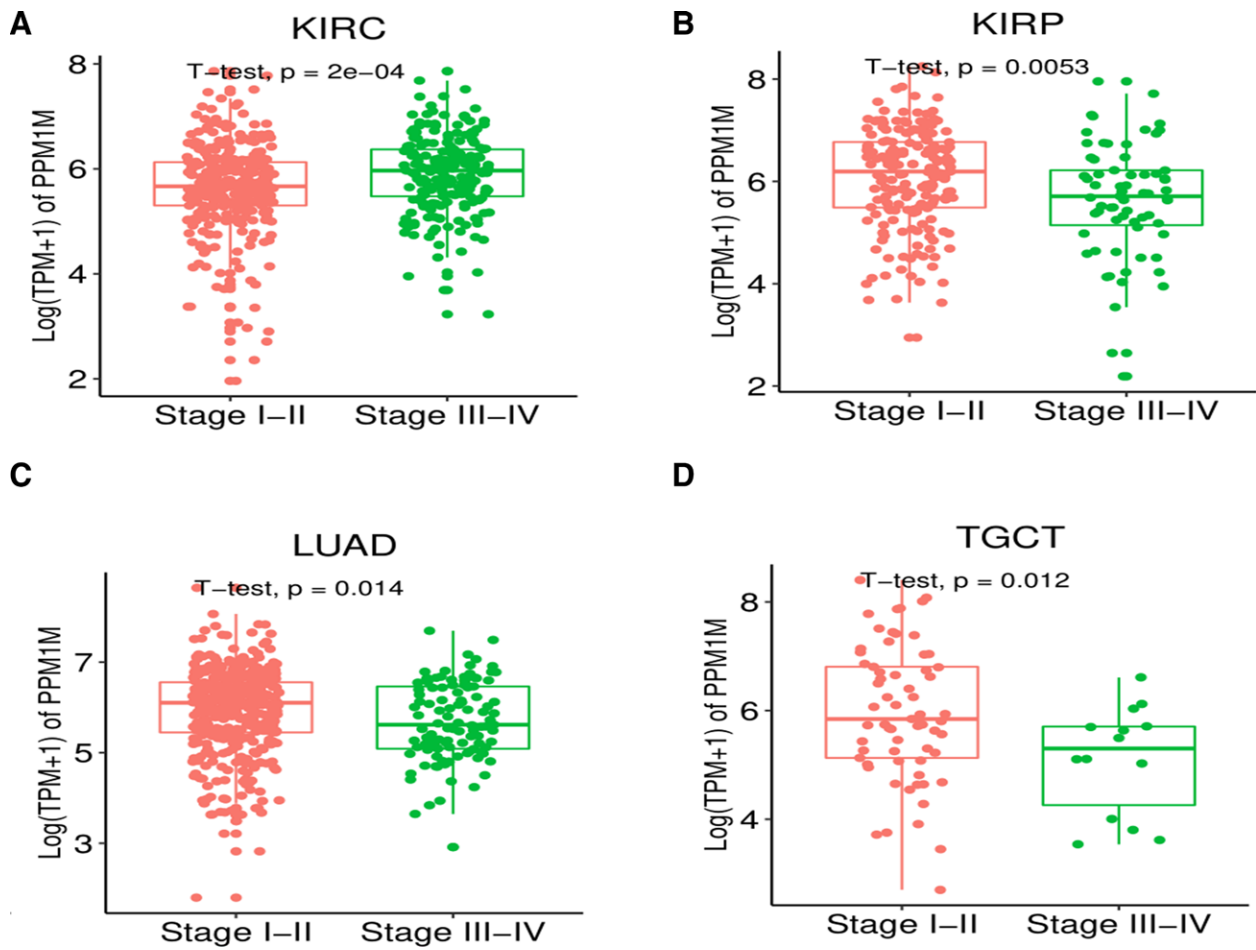 A
KIRC
T-test, p = 2e-04
Log(TPM+1) of PPM1M
8
6
4
2
Stage I-II
Stage III-IV
B
KIRP
T-test, p = 0.0053
Log(TPM+1) of PPM1M
8
6
4
2
Stage I-II
Stage III-IV
C
LUAD
T-test, p = 0.014
Log(TPM+1) of PPM1M
7
5
3
Stage I-II
Stage III-IV
D
TGCT
T-test, p = 0.012
Log(TPM+1) of PPM1M
8
6
4
Stage I-II
Stage III-IV